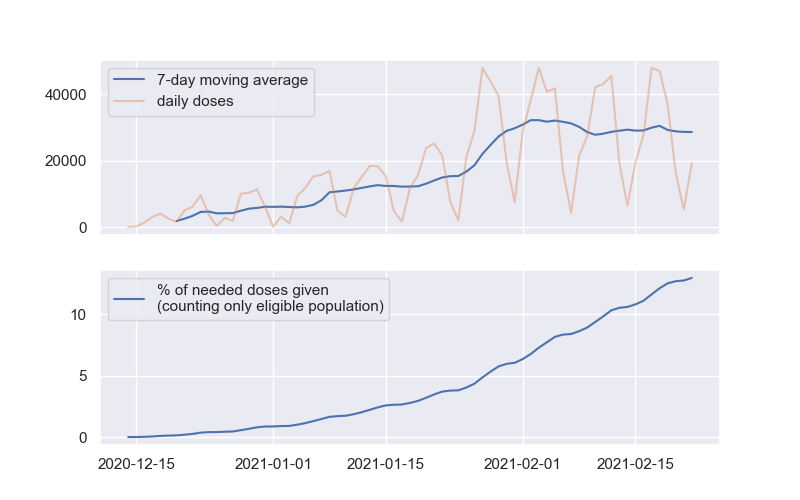 7-day moving average
daily doses
40000
20000
0
% of needed doses given
(counting only eligible population)
10
5
0
2020-12-15 2021-01-01 2021-01-15 2021-02-01 2021-02-15